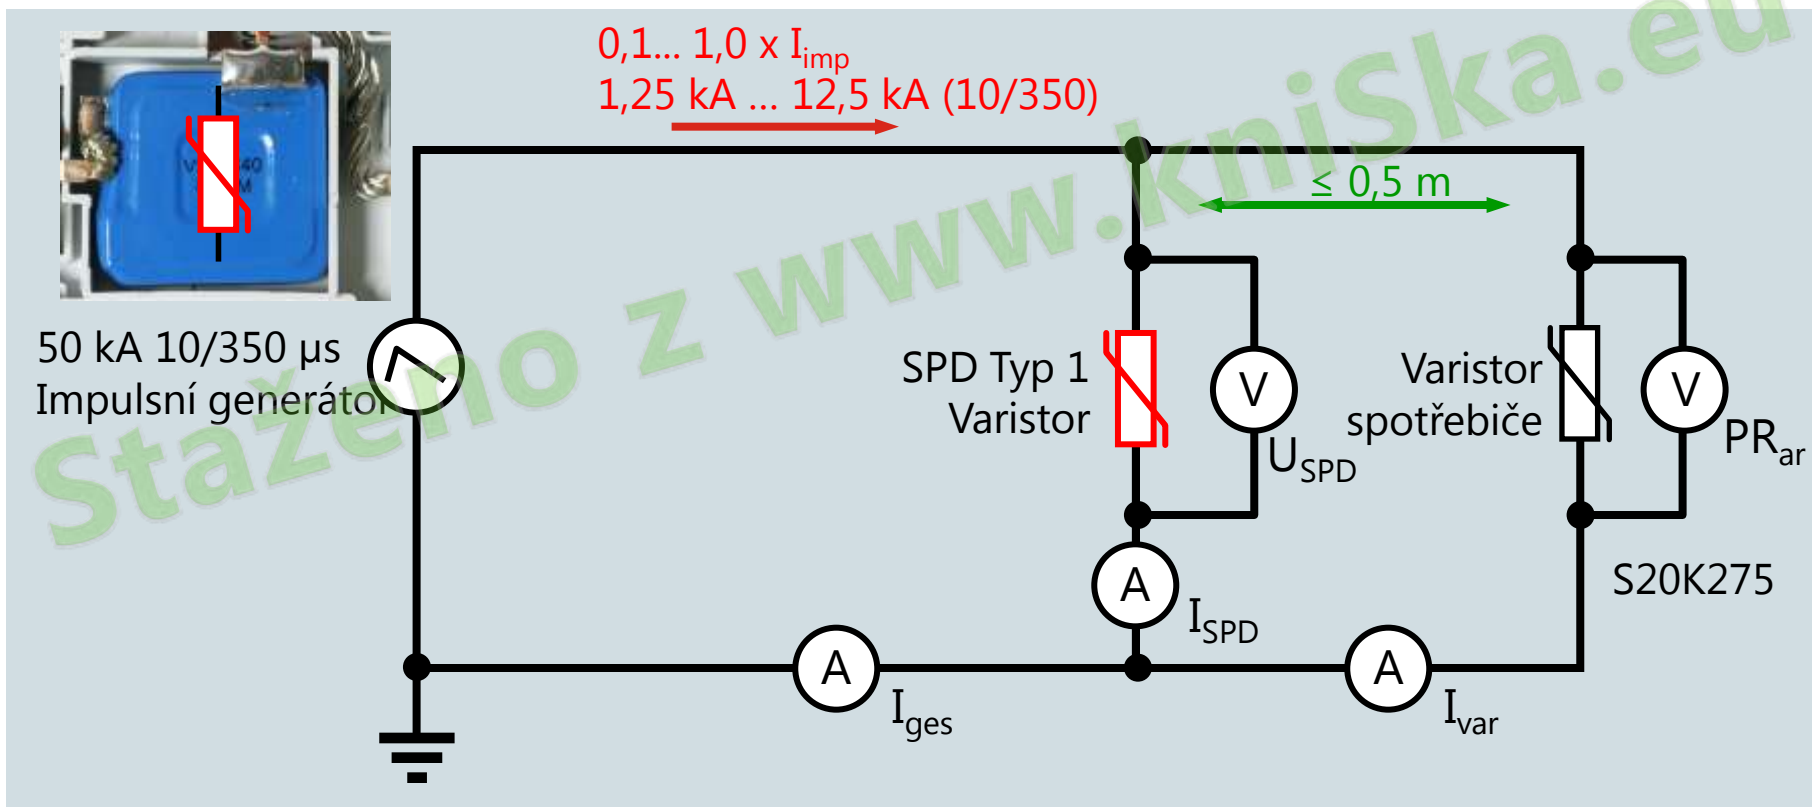 0,1... 1,0 x Iimp
1,25 kA ... 12,5 kA (10/350)
≤ 0,5 m
50 kA 10/350 µs
Impulsní generátor
SPD Typ 1
Varistor
V
USPD
Varistor
spotřebiče
V
PRar
S20K275
A
ISPD
A
Iges
A
Ivar
Staženo z www.kniSka.eu